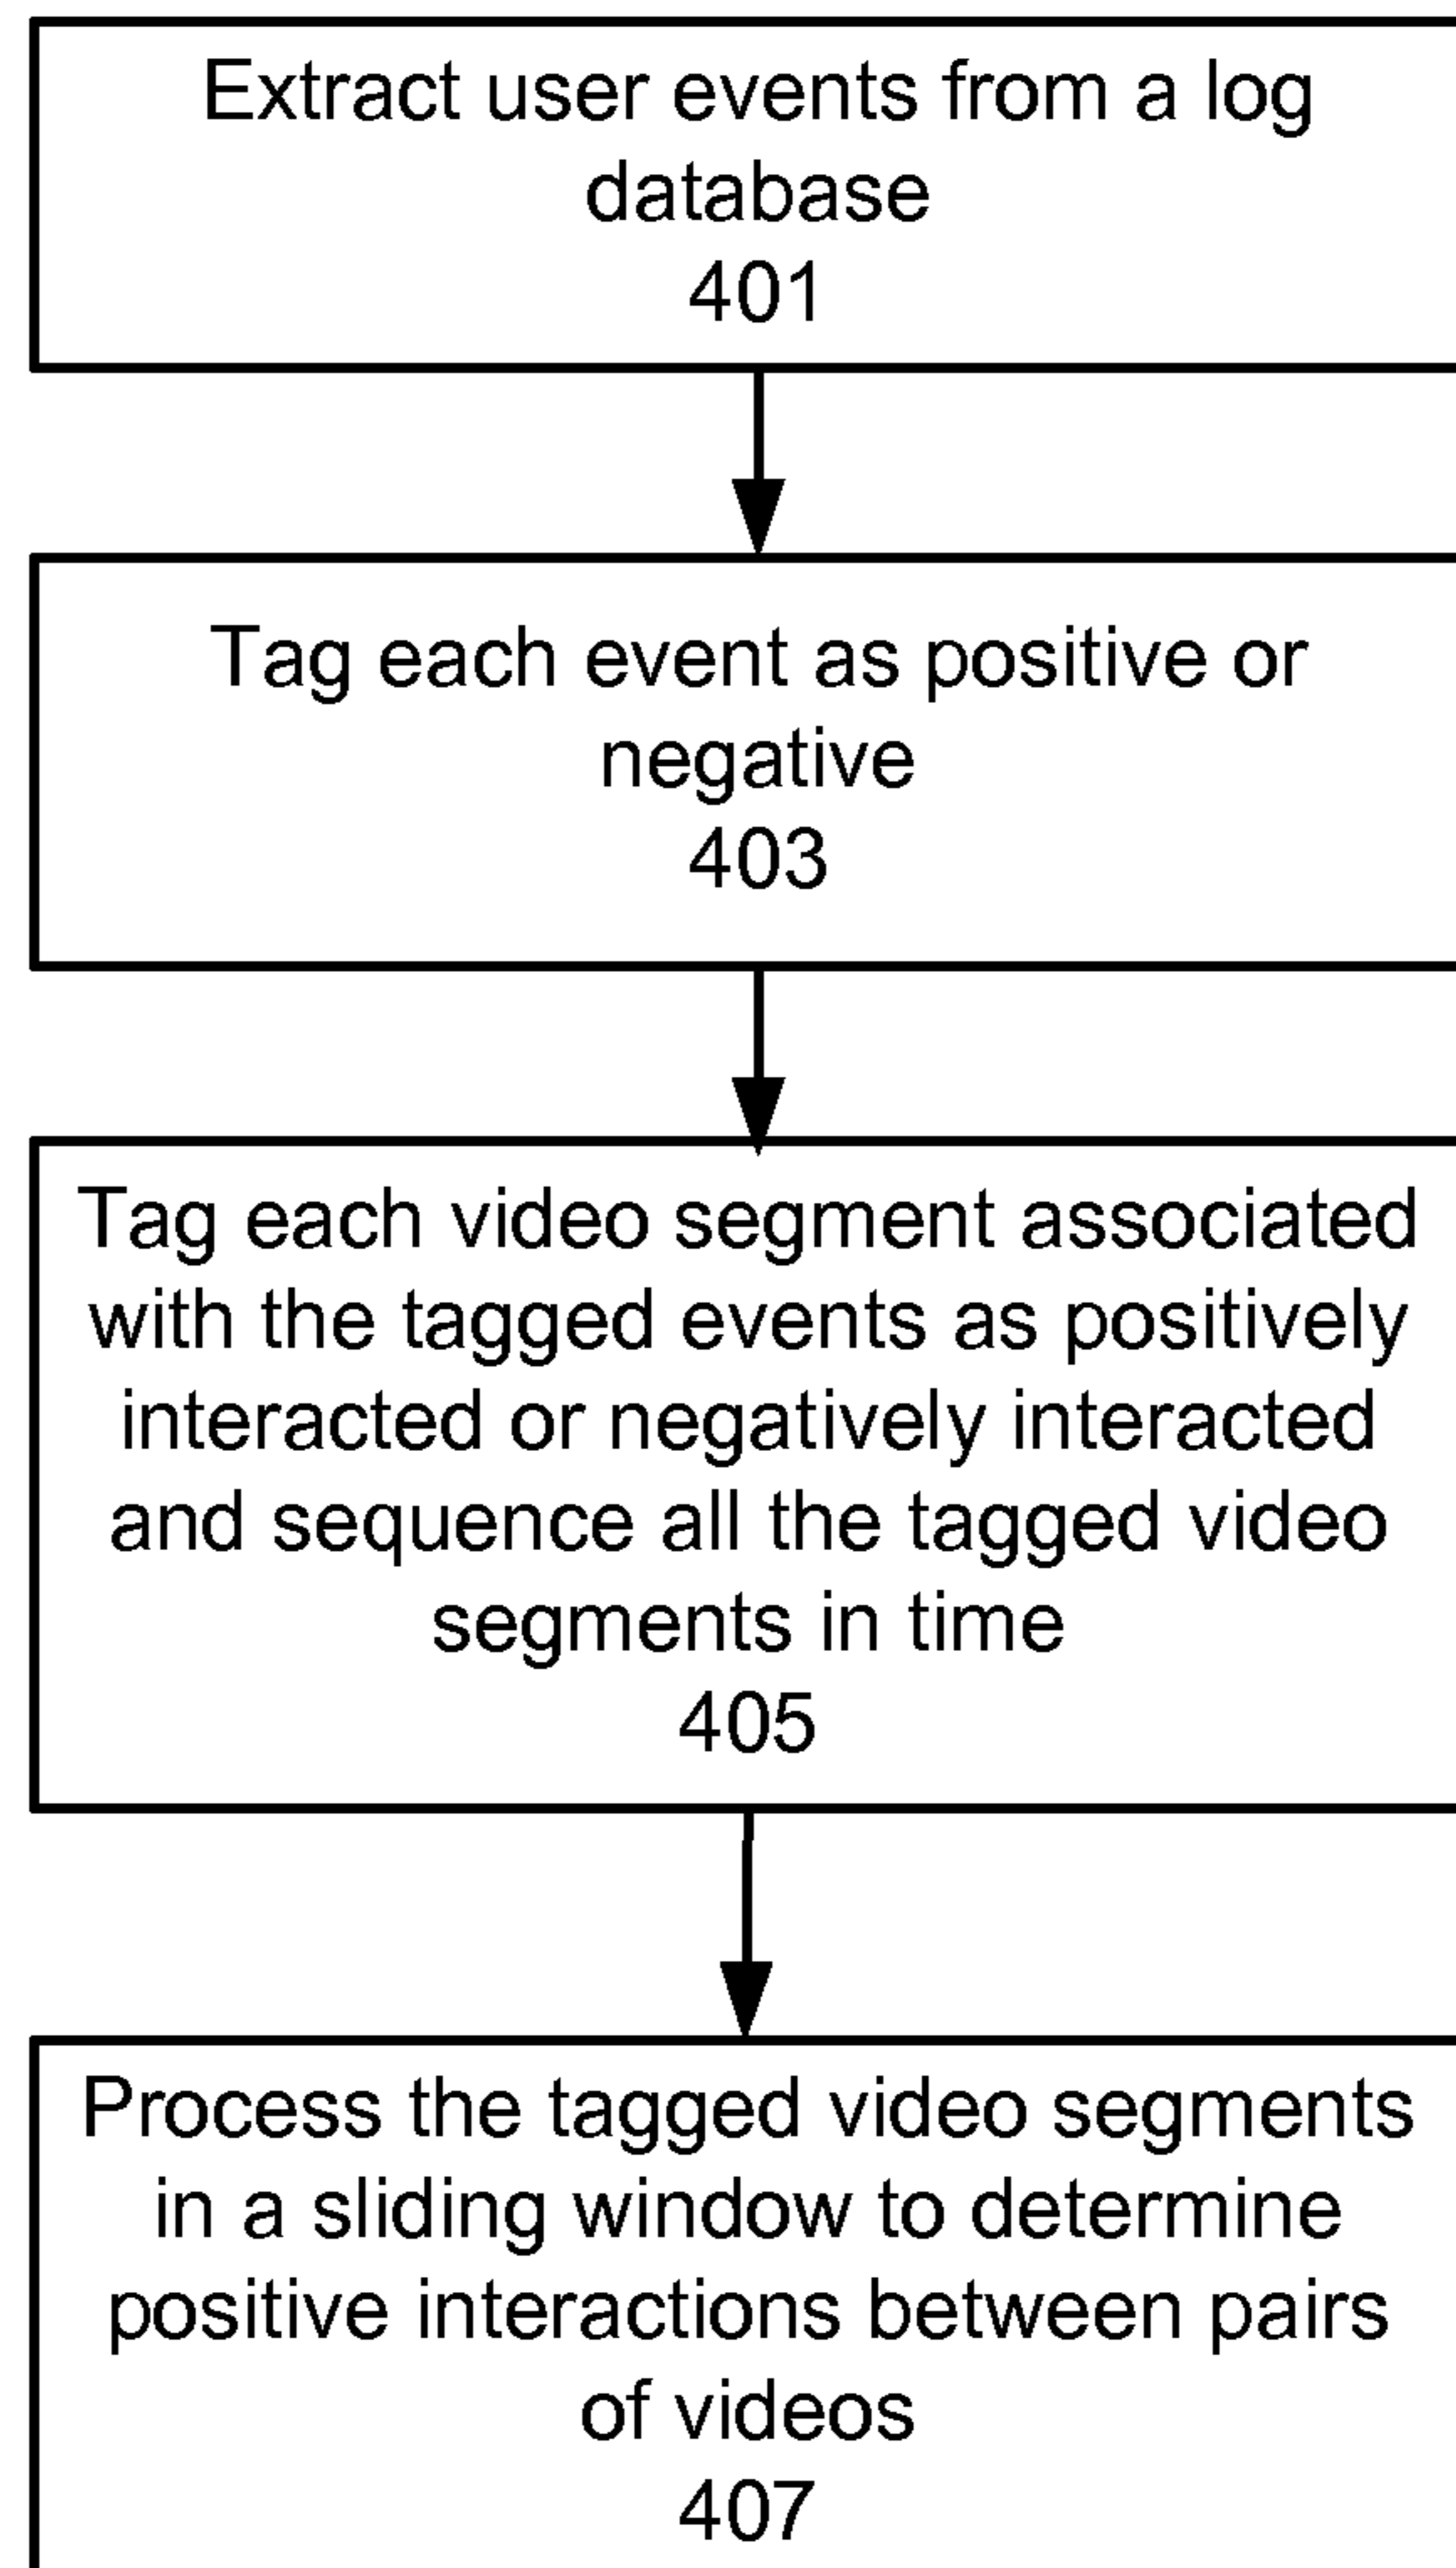 Extract user events from a log
database
401
Tag each event as positive or
negative
403
Tag each video segment associated
with the tagged events as positively
interacted or negatively interacted
and sequence all the tagged video
segments in time
405
Process the tagged video segments
in a sliding window to determine
positive interactions between pairs
of videos
407